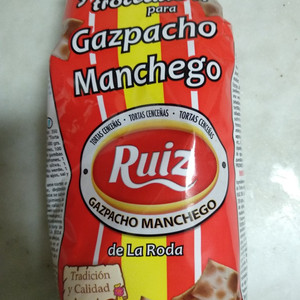 para
Gazpacho
Manchego
TORTAS CENCEÑAS · TORTAS CENCEÑAS · TORTAS CENCEÑAS
Ruiz
GAZPACHO MANCHEGO
de La Roda
Tradición
y Calidad